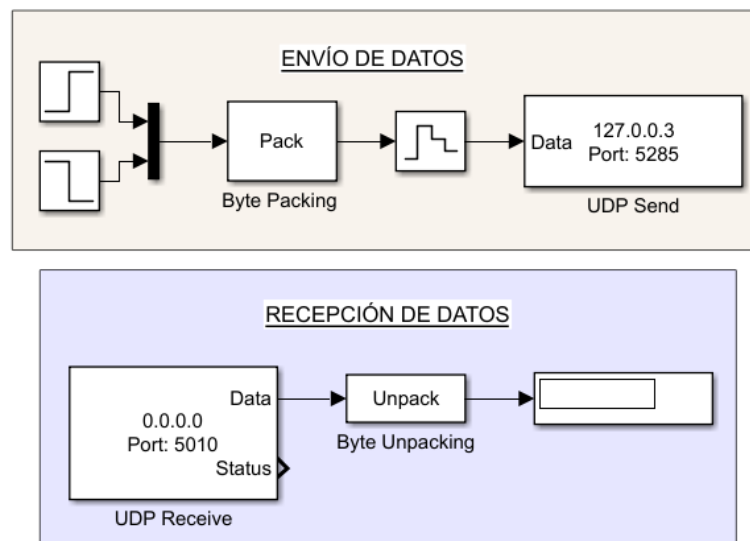 ENVÍO DE DATOS
Pack
Byte Packing
Data
127.0.0.3
Port: 5285
UDP Send
RECEPCIÓN DE DATOS
0.0.0.0
Port: 5010
Data
Status
UDP Receive
Unpack
Byte Unpacking